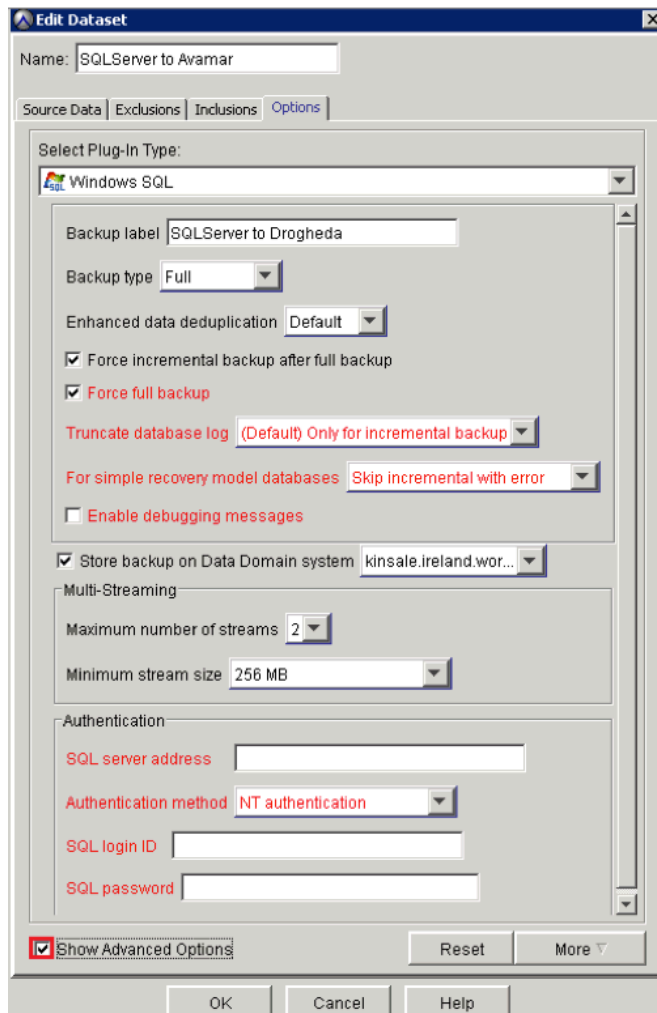 Edit Dataset
Name: SQLServer to Avamar
Source Data Exclusions Inclusions Options
Select Plug-In Type:
SQL Windows SQL
Backup label SQLServer to Drogheda
Backup type Full
Enhanced data deduplication Default
Force incremental backup after full backup
Force full backup
Truncate database log (Default) Only for incremental backup
For simple recovery model databases Skip incremental with error
Enable debugging messages
Store backup on Data Domain system kinsale.ireland.wor...
Multi-Streaming
Maximum number of streams 2
Minimum stream size 256 MB
Authentication
SQL server address
Authentication method NT authentication
SQL login ID
SQL password
Show Advanced Options Reset More
OK Cancel Help